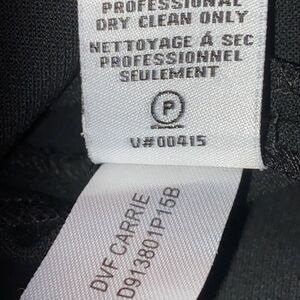 PROFESSIONAL
DRY CLEAN ONLY
NETTOYAGE Á SEC
PROFESSIONNEL
SEULEMENT
P
V#00415
DVF CARRIE
D913801P15B